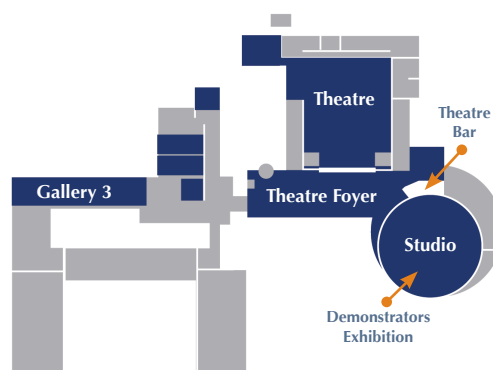 Theatre
Theatre
Bar
Gallery 3
Theatre Foyer
Studio
Demonstrators
Exhibition